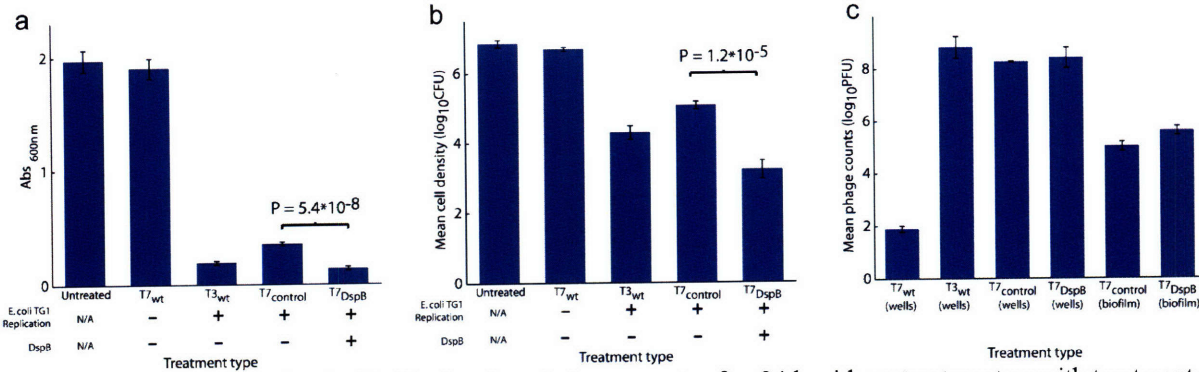 a
Abs 600nm
2
1
0
P = 5.4*10-8
Untreated T7wt T3wt T7control T7DspB
E.coli TG1 Replication N/A - + + +
DspB N/A - - - +
Treatment type
b
Mean cell density (log10CFU)
6
4
2
0
P = 1.2*10-5
Untreated T7wt T3wt T7control T7DspB
E.coli TG1 Replication N/A - + + +
DspB N/A - - - +
Treatment type
c
Mean phage counts (log10PFU)
8
6
4
2
0
T7wt (wells) T3wt (wells) T7control (wells) T7DspB (wells) T7control (biofilm) T7DspB (biofilm)
Treatment type